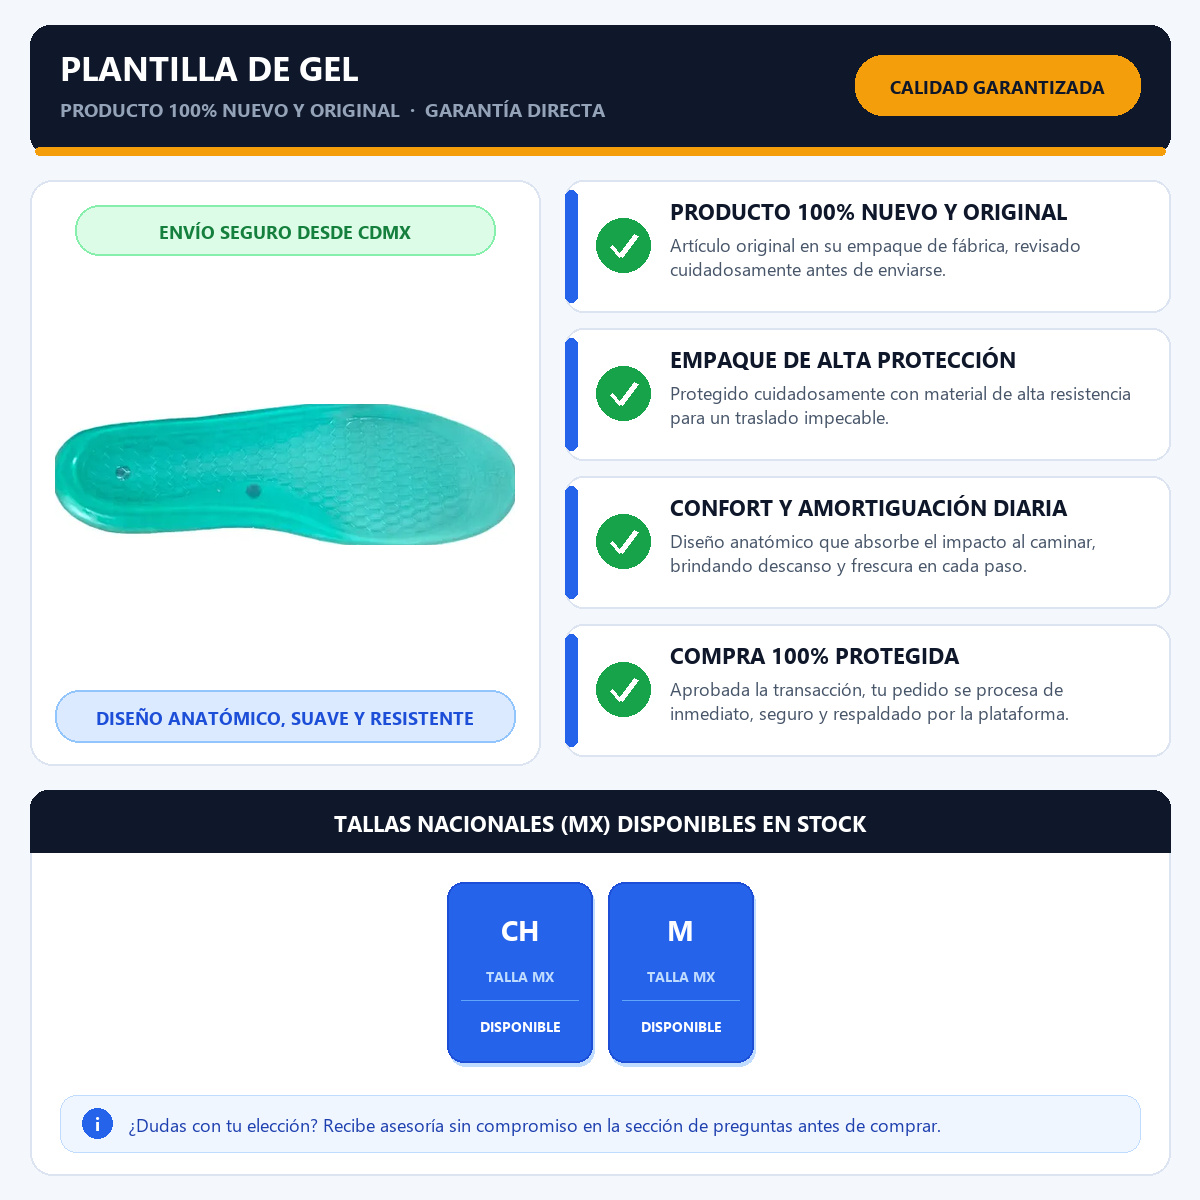 PLANTILLA DE GEL
PRODUCTO 100% NUEVO Y ORIGINAL · GARANTÍA DIRECTA
CALIDAD GARANTIZADA
ENVÍO SEGURO DESDE CDMX
DISEÑO ANATÓMICO, SUAVE Y RESISTENTE
PRODUCTO 100% NUEVO Y ORIGINAL
Artículo original en su empaque de fábrica, revisado
cuidadosamente antes de enviarse.
EMPAQUE DE ALTA PROTECCIÓN
Protegido cuidadosamente con material de alta resistencia
para un traslado impecable.
CONFORT Y AMORTIGUACIÓN DIARIA
Diseño anatómico que absorbe el impacto al caminar,
brindando descanso y frescura en cada paso.
COMPRA 100% PROTEGIDA
Aprobada la transacción, tu pedido se procesa de
inmediato, seguro y respaldado por la plataforma.
TALLAS NACIONALES (MX) DISPONIBLES EN STOCK
CH
TALLA MX
DISPONIBLE
M
TALLA MX
DISPONIBLE
i
¿Dudas con tu elección? Recibe asesoría sin compromiso en la sección de preguntas antes de comprar.